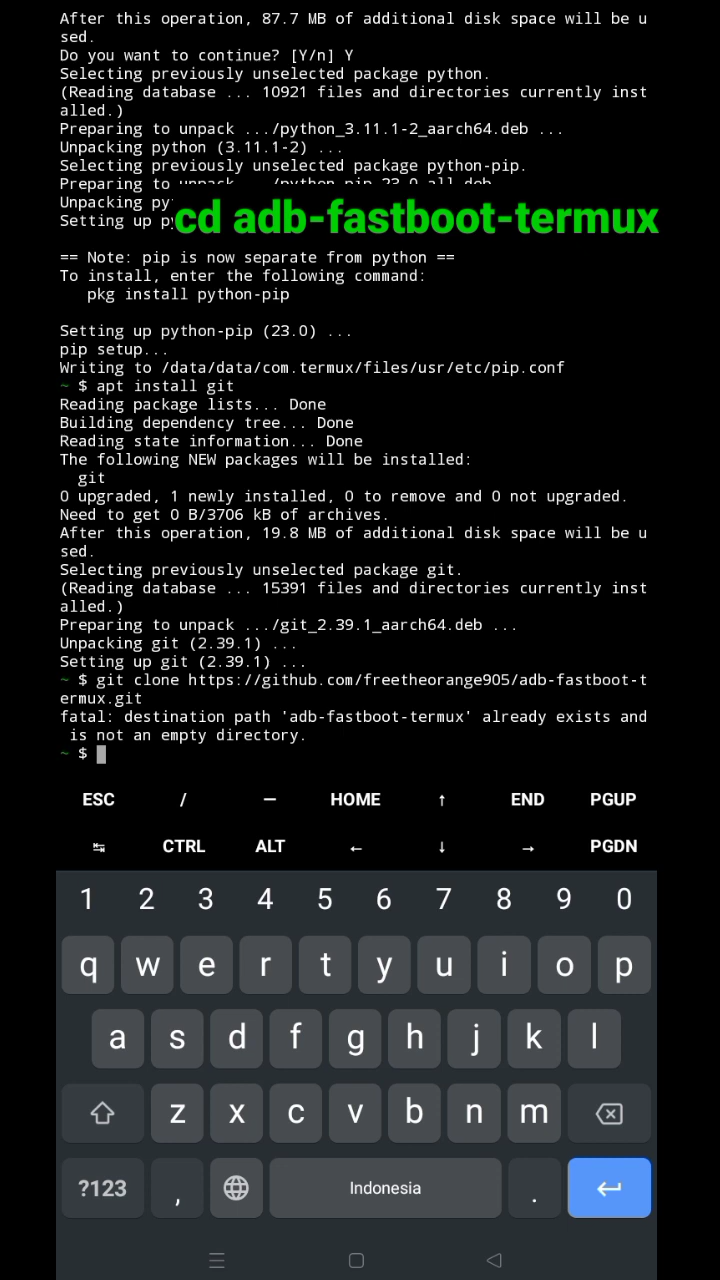 After this operation, 87.7 MB of additional disk space will be u
sed.
Do you want to continue? [Y/n] Y
Selecting previously unselected package python.
(Reading database ... 10921 files and directories currently inst
alled.)
Preparing to unpack .../python_3.11.1-2_aarch64.deb ...
Unpacking python (3.11.1-2) ...
Selecting previously unselected package python-pip.
Preparing to unpack .../python-pip_23.0_all.deb
Unpacking
Setting up
cd adb-fastboot-termux
== Note: pip is now separate from python ==
To install, enter the following command:
pkg install python-pip
Setting up python-pip (23.0) ...
pip setup...
Writing to /data/data/com.termux/files/usr/etc/pip.conf
~ $ apt install git
Reading package lists... Done
Building dependency tree... Done
Reading state information... Done
The following NEW packages will be installed:
git
0 upgraded, 1 newly installed, 0 to remove and 0 not upgraded.
Need to get 0 B/3706 kB of archives.
After this operation, 19.8 MB of additional disk space will be u
sed.
Selecting previously unselected package git.
(Reading database ... 15391 files and directories currently inst
alled.)
Preparing to unpack .../git_2.39.1_aarch64.deb ...
Unpacking git (2.39.1) ...
Setting up git (2.39.1) ...
~ $ git clone https://github.com/freetheorange905/adb-fastboot-t
ermux.git
fatal: destination path 'adb-fastboot-termux' already exists and
is not an empty directory.
~ $
ESC / — HOME ↑ END PGUP
↹ CTRL ALT ← ↓ → PGDN
1 2 3 4 5 6 7 8 9 0
q w e r t y u i o p
a s d f g h j k l
z x c v b n m
?123 , Indonesia .